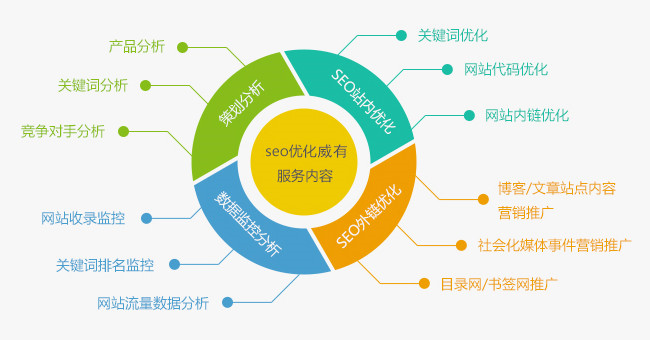 产品分析
关键词分析
竞争对手分析
策划分析
SEO站内优化
关键词优化
网站代码优化
网站内链优化
seo优化威有
服务内容
数据监控分析
SEO外链优化
网站收录监控
关键词排名监控
网站流量数据分析
博客/文章站点内容
营销推广
社会化媒体事件营销推广
目录网/书签网推广